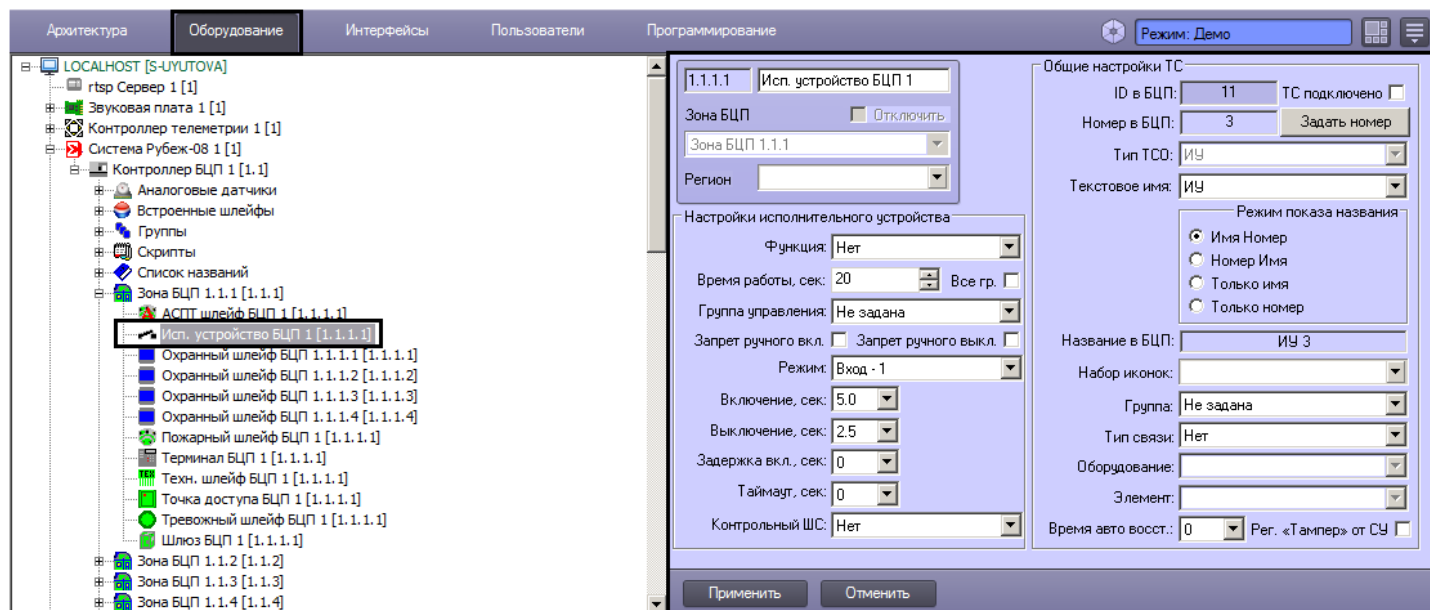 Архитектура Оборудование Интерфейсы Пользователи Программирование Режим: Демо
LOCALHOST [S-UYUTOVA]
rtsp Сервер 1 [1]
Звуковая плата 1 [1]
Контроллер телеметрии 1 [1]
Система Рубеж-08 1 [1]
Контроллер БЦП 1 [1.1]
Аналоговые датчики
Встроенные шлейфы
Группы
Скрипты
Список названий
Зона БЦП 1.1.1 [1.1.1]
АСПТ шлейф БЦП 1 [1.1.1.1]
Исп. устройство БЦП 1 [1.1.1.1]
Охранный шлейф БЦП 1.1.1.1 [1.1.1.1]
Охранный шлейф БЦП 1.1.1.2 [1.1.1.2]
Охранный шлейф БЦП 1.1.1.3 [1.1.1.3]
Охранный шлейф БЦП 1.1.1.4 [1.1.1.4]
Пожарный шлейф БЦП 1 [1.1.1.1]
Терминал БЦП 1 [1.1.1.1]
Техн. шлейф БЦП 1 [1.1.1.1]
Точка доступа БЦП 1 [1.1.1.1]
Тревожный шлейф БЦП 1 [1.1.1.1]
Шлюз БЦП 1 [1.1.1.1]
Зона БЦП 1.1.2 [1.1.2]
Зона БЦП 1.1.3 [1.1.3]
Зона БЦП 1.1.4 [1.1.4]
1.1.1.1 Исп. устройство БЦП 1
Зона БЦП Отключить
Зона БЦП 1.1.1
Регион
Настройки исполнительного устройства
Функция: Нет
Время работы, сек: 20 Все гр.
Группа управления: Не задана
Запрет ручного вкл. Запрет ручного выкл.
Режим: Вход - 1
Включение, сек: 5.0
Выключение, сек: 2.5
Задержка вкл., сек: 0
Таймаут, сек: 0
Контрольный ШС: Нет
Общие настройки ТС
ID в БЦП: 11 ТС подключено
Номер в БЦП: 3 Задать номер
Тип ТСО: ИУ
Текстовое имя: ИУ
Режим показа названия
Имя Номер
Номер Имя
Только имя
Только номер
Название в БЦП: ИУ 3
Набор иконок:
Группа: Не задана
Тип связи: Нет
Оборудование:
Элемент:
Время авто восст.: 0 Рег. «Тампер» от СУ
Применить Отменить